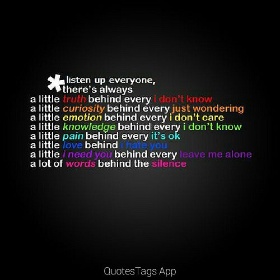 *listen up everyone,
there's always
a little truth behind every i don't know
a little curiosity behind every just wondering
a little emotion behind every i don't care
a little knowledge behind every i don't know
a little pain behind every it's ok
a little love behind i hate you
a little i need you behind every leave me alone
a lot of words behind the silence
QuotesTags App